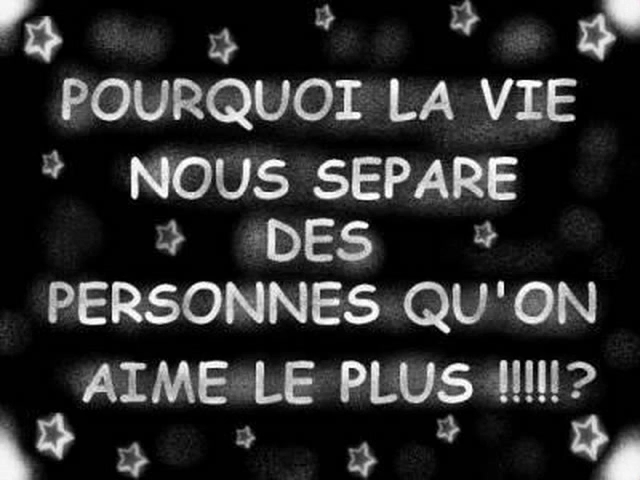 POURQUOI LA VIE
NOUS SEPARE
DES
PERSONNES QU'ON
AIME LE PLUS !!!!!?